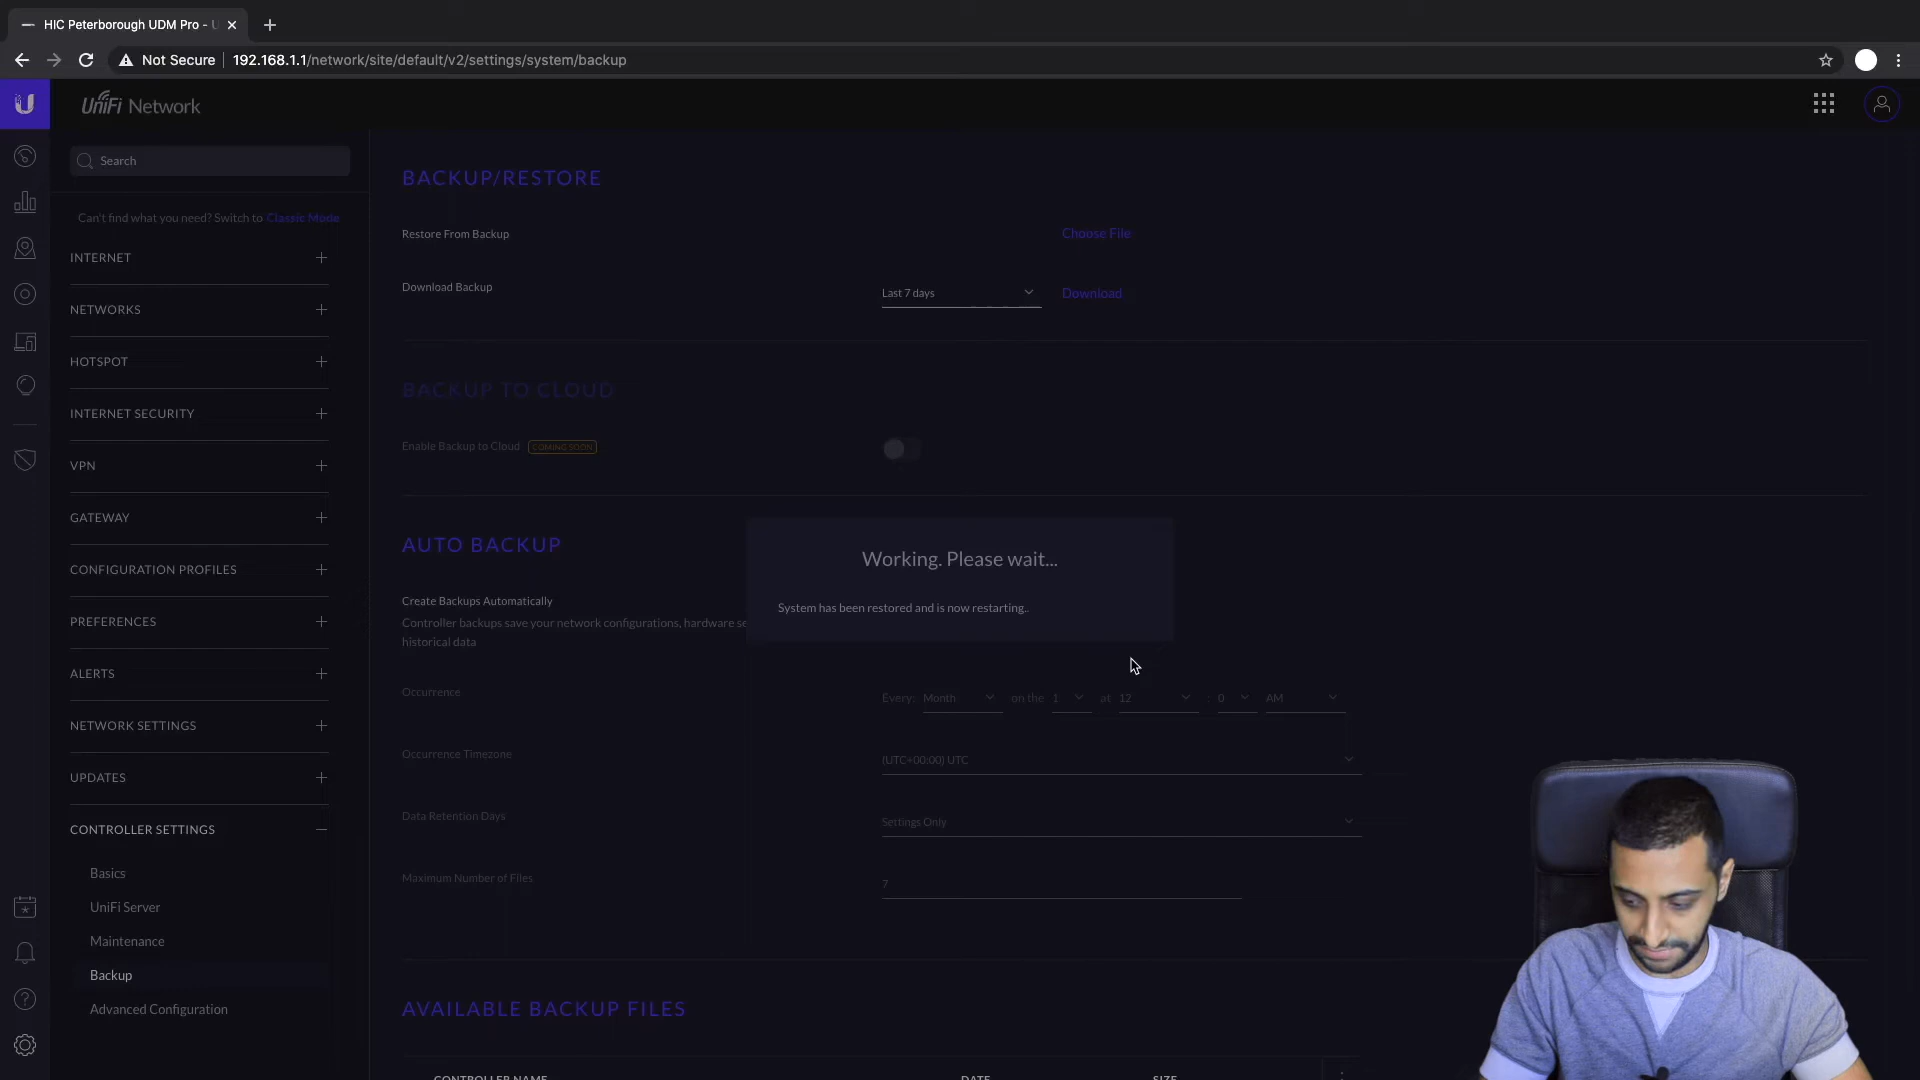 HIC Peterborough UDM Pro - U
Not Secure
192.168.1.1/network/site/default/v2/settings/system/backup
UniFi Network
Search
Can't find what you need? Switch to Classic Mode
INTERNET
NETWORKS
HOTSPOT
INTERNET SECURITY
VPN
GATEWAY
CONFIGURATION PROFILES
PREFERENCES
ALERTS
NETWORK SETTINGS
UPDATES
CONTROLLER SETTINGS
Basics
UniFi Server
Maintenance
Backup
Advanced Configuration
BACKUP/RESTORE
Restore From Backup
Choose File
Download Backup
Last 7 days
Download
BACKUP TO CLOUD
Enable Backup to Cloud COMING SOON
AUTO BACKUP
Working. Please wait...
System has been restored and is now restarting..
Create Backups Automatically
Controller backups save your network configurations, hardware se
historical data
Occurrence
Every: Month on the 1 at 12 : 0 AM
Occurrence Timezone
(UTC+00:00) UTC
Data Retention Days
Settings Only
Maximum Number of Files
7
AVAILABLE BACKUP FILES
CONTROLLER NAME DATE SIZE